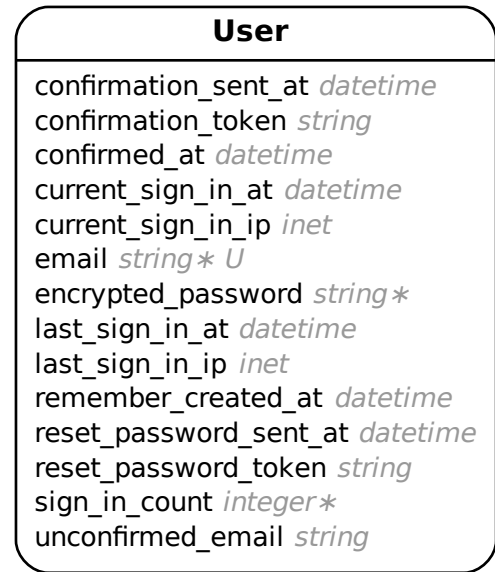 User
confirmation_sent_at datetime
confirmation_token string
confirmed_at datetime
current_sign_in_at datetime
current_sign_in_ip inet
email string∗ U
encrypted_password string∗
last_sign_in_at datetime
last_sign_in_ip inet
remember_created_at datetime
reset_password_sent_at datetime
reset_password_token string
sign_in_count integer∗
unconfirmed_email string